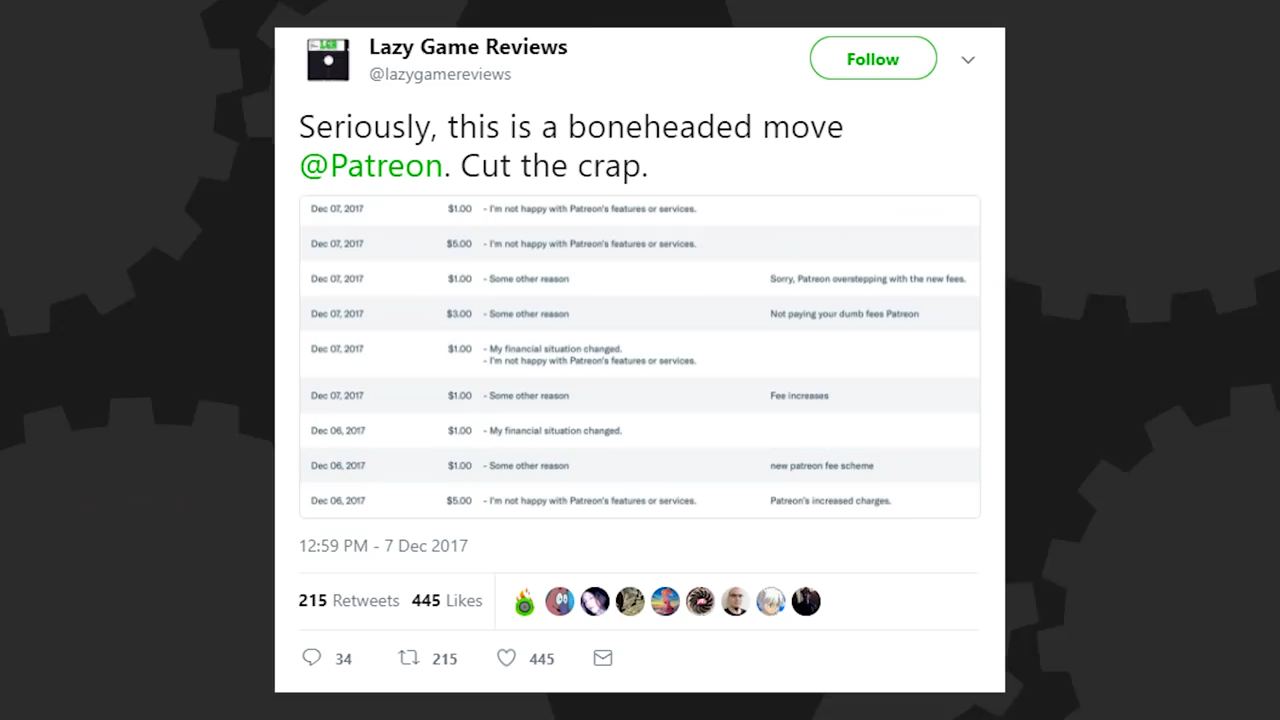 Lazy Game Reviews
@lazygamereviews
Follow
Seriously, this is a boneheaded move
@Patreon. Cut the crap.
Dec 07, 2017 $1.00 - I'm not happy with Patreon's features or services.
Dec 07, 2017 $5.00 - I'm not happy with Patreon's features or services.
Dec 07, 2017 $1.00 - Some other reason Sorry, Patreon overstepping with the new fees.
Dec 07, 2017 $3.00 - Some other reason Not paying your dumb fees Patreon
Dec 07, 2017 $1.00 - My financial situation changed.
- I'm not happy with Patreon's features or services.
Dec 07, 2017 $1.00 - Some other reason Fee increases
Dec 06, 2017 $1.00 - My financial situation changed.
Dec 06, 2017 $1.00 - Some other reason new patreon fee scheme
Dec 06, 2017 $5.00 - I'm not happy with Patreon's features or services. Patreon's increased charges.
12:59 PM - 7 Dec 2017
215 Retweets 445 Likes
34 215 445